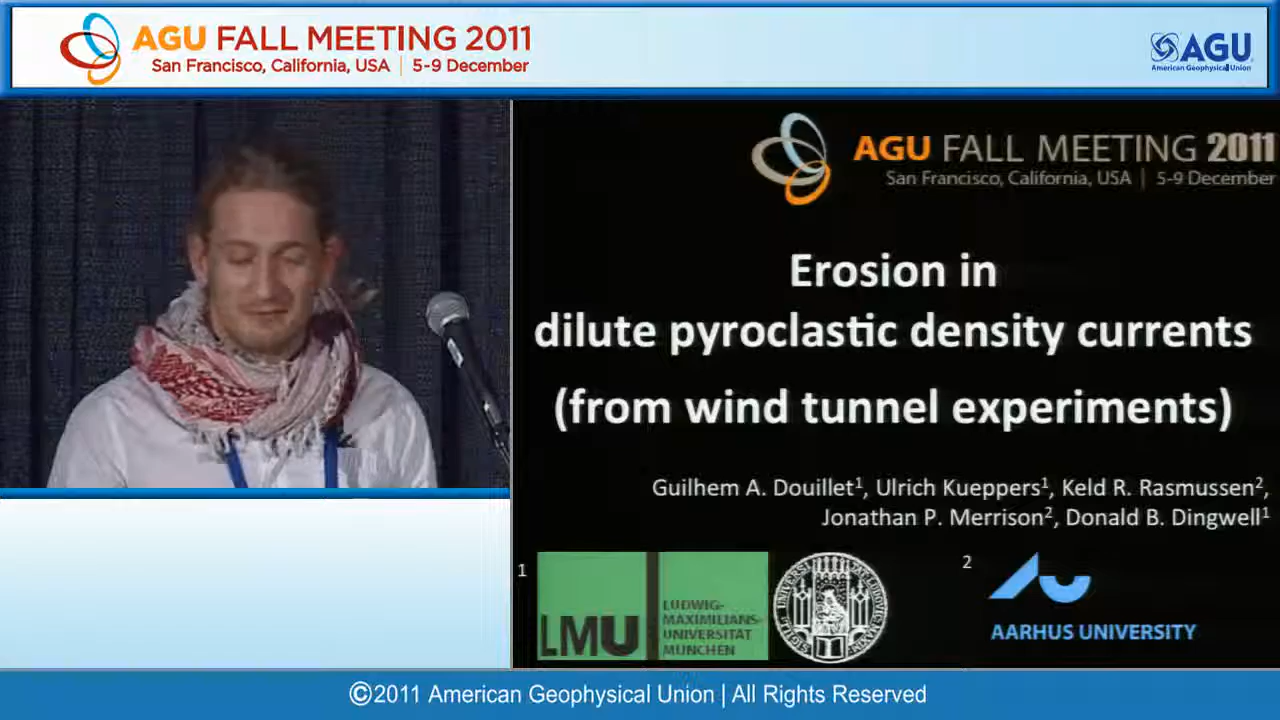 AGU FALL MEETING 2011
San Francisco, California, USA | 5-9 December
AGU
American Geophysical Union
AGU FALL MEETING 2011
San Francisco, California, USA | 5-9 December
Erosion in
dilute pyroclastic density currents
(from wind tunnel experiments)
Guilhem A. Douillet¹, Ulrich Kueppers¹, Keld R. Rasmussen²,
Jonathan P. Merrison², Donald B. Dingwell¹
1
LMU
LUDWIG-
MAXIMILIANS-
UNIVERSITÄT
MÜNCHEN
2
AARHUS UNIVERSITY
©2011 American Geophysical Union | All Rights Reserved